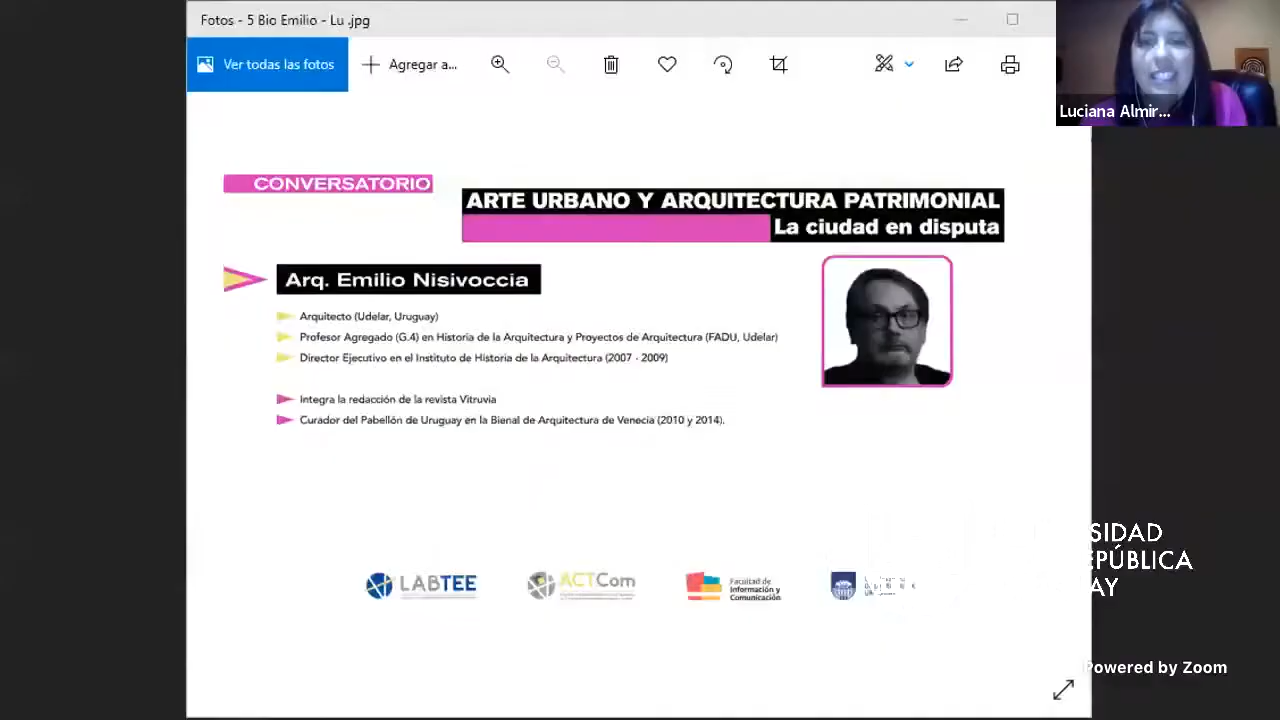 Fotos - 5 Bio Emilio - Lu .jpg
Ver todas las fotos
Agregar a...
Luciana Almir...
CONVERSATORIO
ARTE URBANO Y ARQUITECTURA PATRIMONIAL
La ciudad en disputa
Arq. Emilio Nisivoccia
Arquitecto (Udelar, Uruguay)
Profesor Agregado (G.4) en Historia de la Arquitectura y Proyectos de Arquitectura (FADU, Udelar)
Director Ejecutivo en el Instituto de Historia de la Arquitectura (2007 - 2009)
Integra la redacción de la revista Vitruvia
Curador del Pabellón de Uruguay en la Bienal de Arquitectura de Venecia (2010 y 2014).
LABTEE
ACTCom
Facultad de
Información y
Comunicación
SIDAD
EPÚBLICA
AY
Powered by Zoom